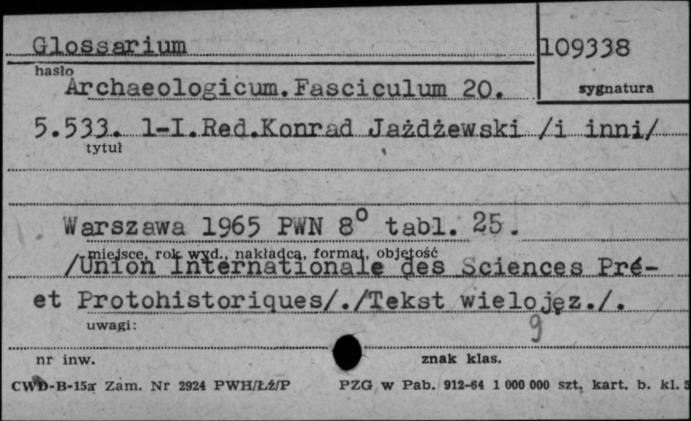 Glossarium
109338
hasło
Archaeologicum.Fasciculum 20.
sygnatura
5.533. 1-I.Red.Konrad Jażdżewski /i inni/
tytuł
Warszawa 1965 PWN 8° tabl. 25.
miejsce, rok wyd., nakładca, format, objętość
/Union Internationale des Sciences Pré-
et Protohistoriques/./Tekst wielojęz./.
uwagi:
9
nr inw.
znak klas.
CWD-B-15a Zam. Nr 2924 PWH/Łż/P PZG w Pab. 912-64 1 000 000 szt. kart. b. kl. 5